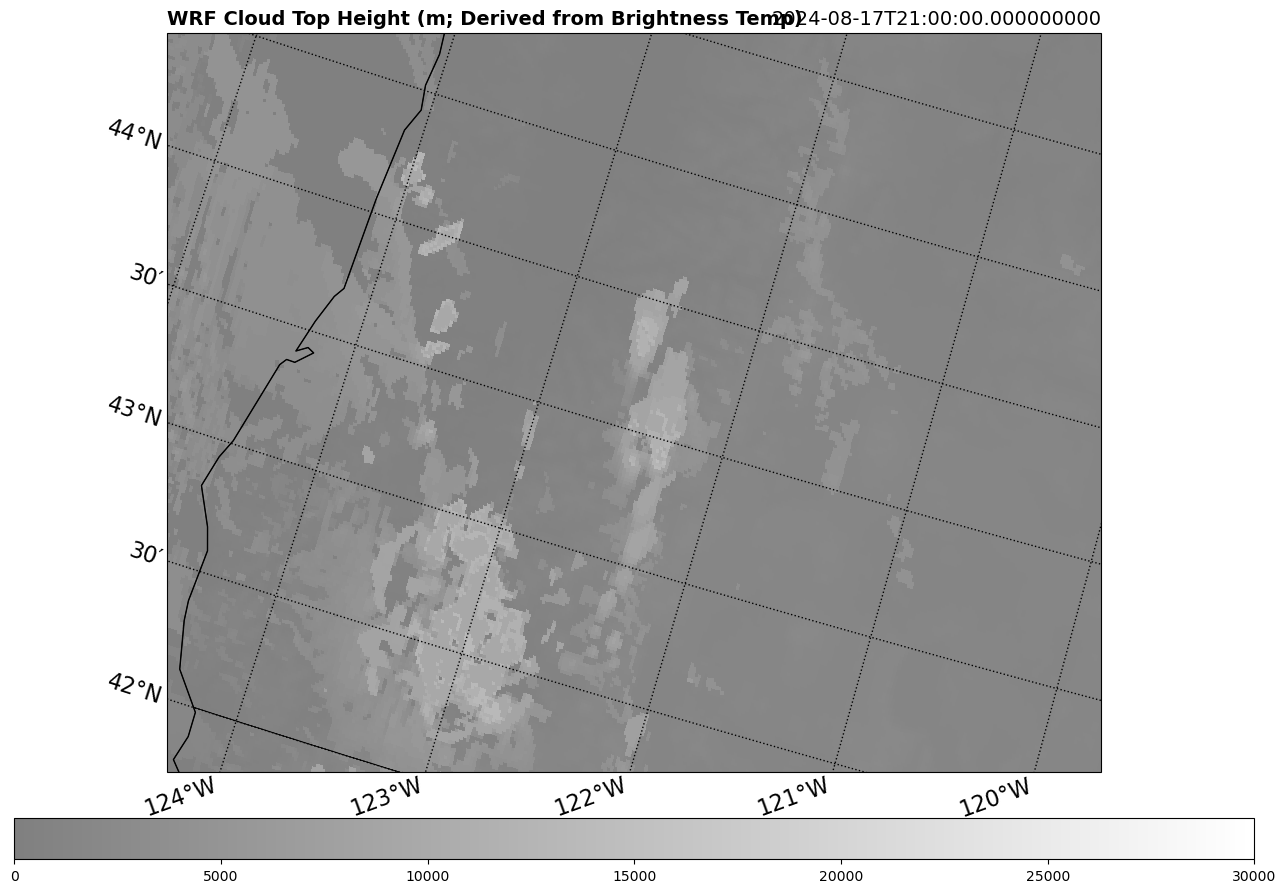 WRF Cloud Top Height (m; Derived from Brightness Temp)
2024-08-17T21:00:00.000000000
44°N
30′
43°N
30′
42°N
124°W 123°W 122°W 121°W 120°W
0 5000 10000 15000 20000 25000 30000